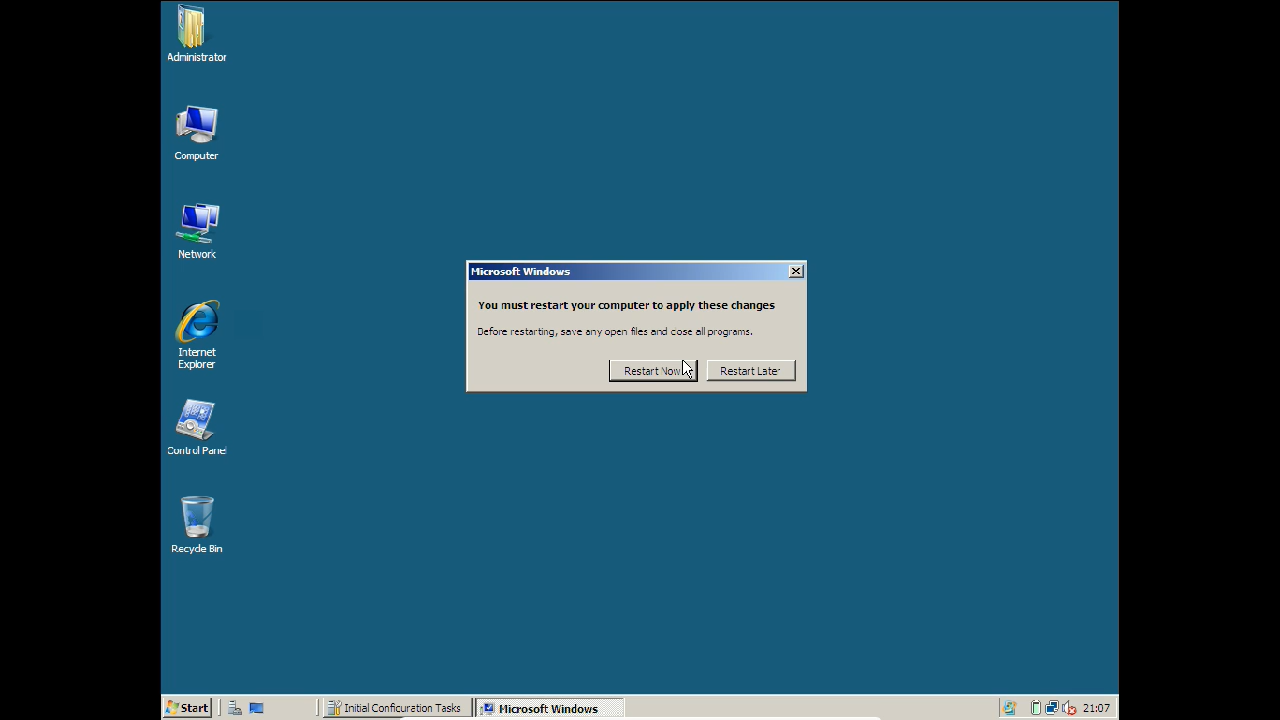 Administrator
Computer
Network
Internet
Explorer
Control Panel
Recycle Bin
Microsoft Windows
You must restart your computer to apply these changes
Before restarting, save any open files and close all programs.
Restart Now
Restart Later
Start
Initial Configuration Tasks
Microsoft Windows
21:07